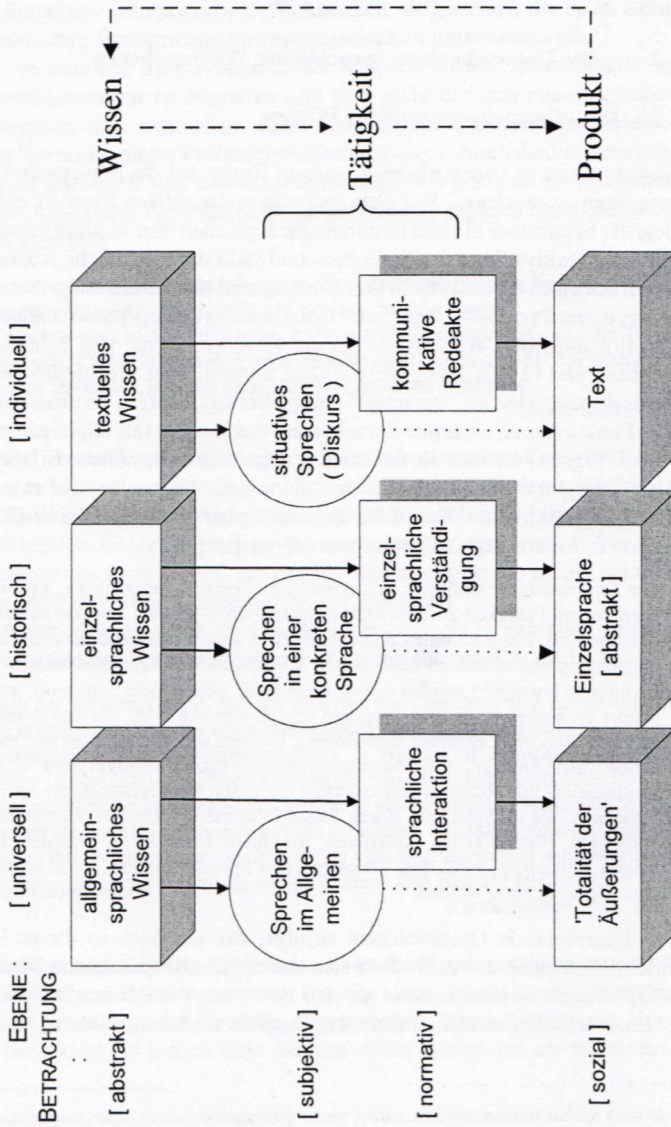 EBENE
BETRACHTUNG
[ universell ]
[ historisch ]
[ individuell ]
[ abstrakt ]
allgemein-
sprachliches
Wissen
einzel-
sprachliches
Wissen
textuelles
Wissen
Wissen
[ subjektiv ]
Sprechen
im Allge-
meinen
Sprechen
in einer
konkreten
Sprache
situatives
Sprechen
Diskurs )
Tätigkeit
[ normativ ]
sprachliche
Interaktion
einzel-
sprachliche
Verständi-
gung
kommuni-
kative
Redeakte
[ sozial ]
'Totalität der
Äußerungen'
Einzelsprache
[ abstrakt ]
Text
Produkt